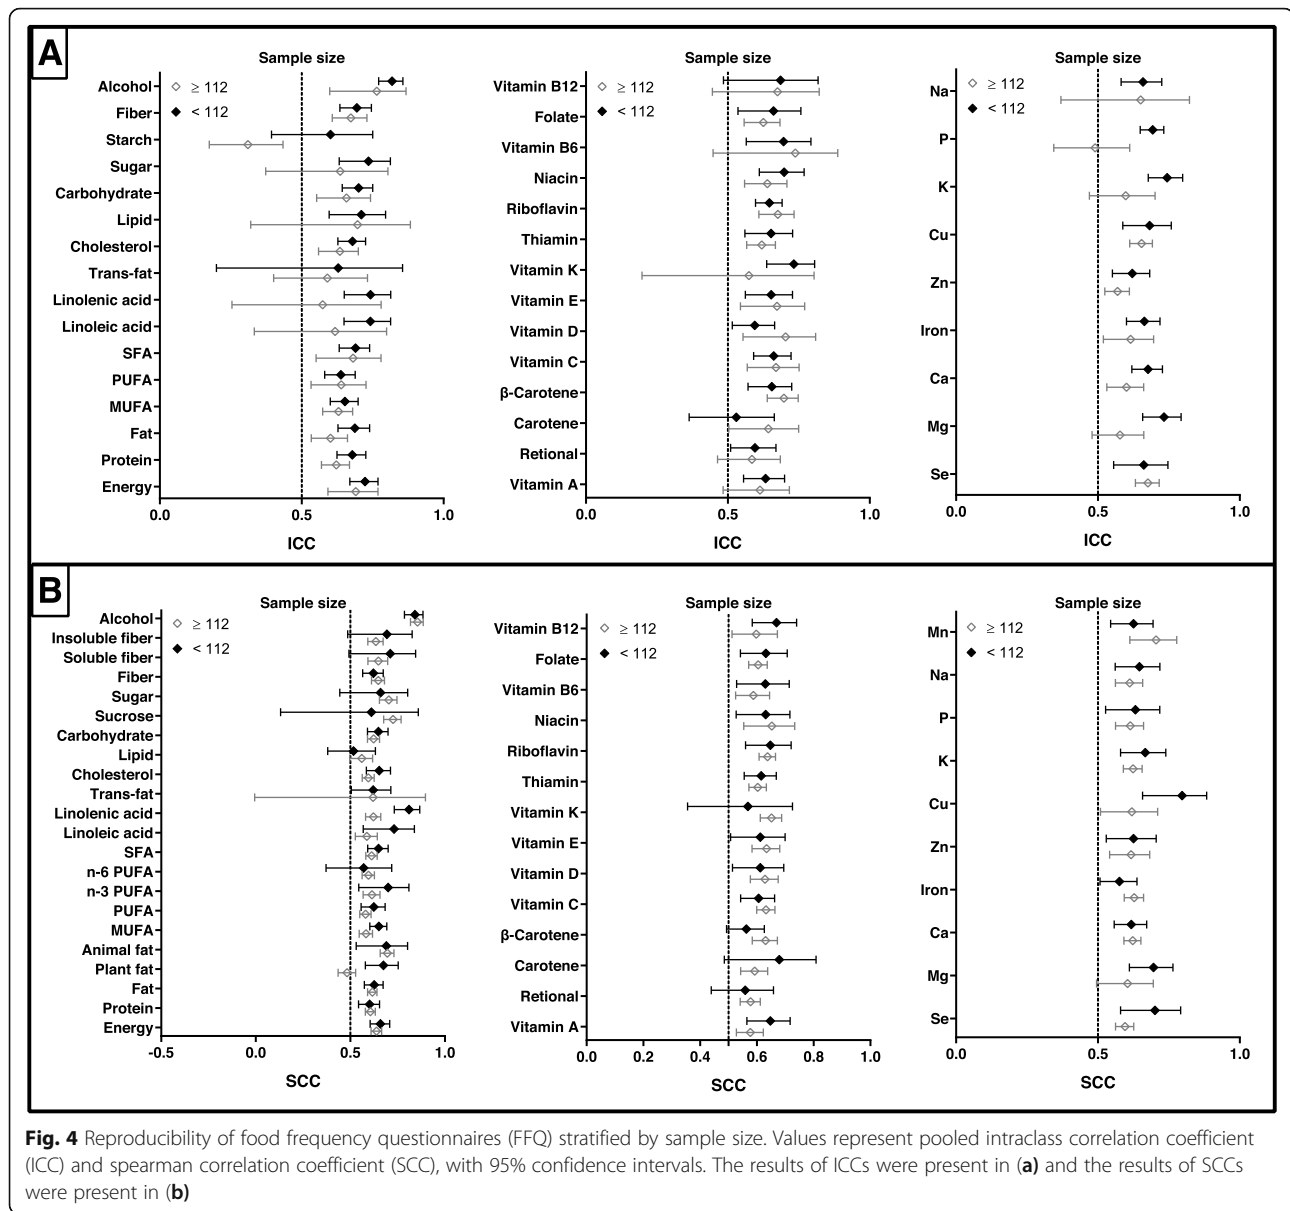 A
Sample size
≥ 112
< 112
Alcohol
Fiber
Starch
Sugar
Carbohydrate
Lipid
Cholesterol
Trans-fat
Linolenic acid
Linoleic acid
SFA
PUFA
MUFA
Fat
Protein
Energy
0.0 0.5 1.0
ICC
Sample size
≥ 112
< 112
Vitamin B12
Folate
Vitamin B6
Niacin
Riboflavin
Thiamin
Vitamin K
Vitamin E
Vitamin D
Vitamin C
β-Carotene
Carotene
Retional
Vitamin A
0.0 0.5 1.0
ICC
Sample size
≥ 112
< 112
Na
P
K
Cu
Zn
Iron
Ca
Mg
Se
0.0 0.5 1.0
ICC
B
Sample size
≥ 112
< 112
Alcohol
Insoluble fiber
Soluble fiber
Fiber
Sugar
Sucrose
Carbohydrate
Lipid
Cholesterol
Trans-fat
Linolenic acid
Linoleic acid
SFA
n-6 PUFA
n-3 PUFA
PUFA
MUFA
Animal fat
Plant fat
Fat
Protein
Energy
-0.5 0.0 0.5 1.0
SCC
Sample size
≥ 112
< 112
Vitamin B12
Folate
Vitamin B6
Niacin
Riboflavin
Thiamin
Vitamin K
Vitamin E
Vitamin D
Vitamin C
β-Carotene
Carotene
Retional
Vitamin A
0.0 0.2 0.4 0.6 0.8 1.0
SCC
Sample size
≥ 112
< 112
Mn
Na
P
K
Cu
Zn
Iron
Ca
Mg
Se
0.0 0.5 1.0
SCC
Fig. 4 Reproducibility of food frequency questionnaires (FFQ) stratified by sample size. Values represent pooled intraclass correlation coefficient
(ICC) and spearman correlation coefficient (SCC), with 95% confidence intervals. The results of ICCs were present in (a) and the results of SCCs
were present in (b)